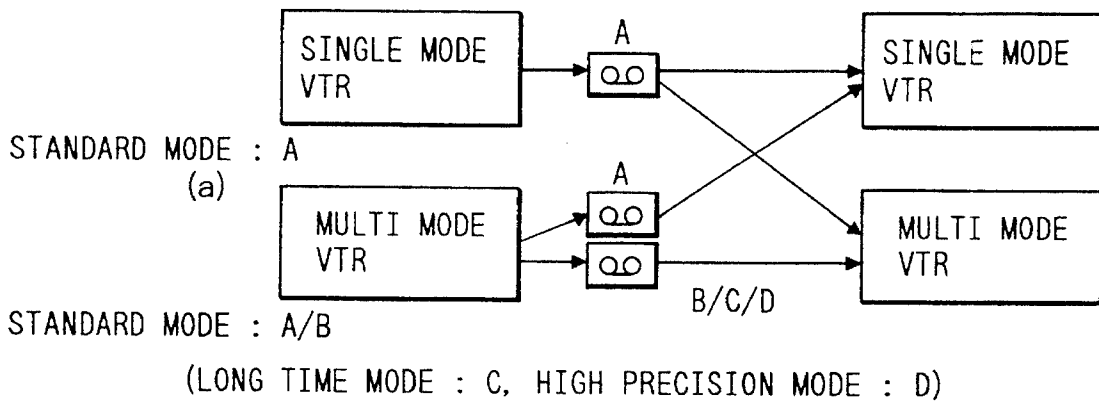 A
SINGLE MODE
VTR
SINGLE MODE
VTR
STANDARD MODE : A
(a)
A
MULTI MODE
VTR
MULTI MODE
VTR
B/C/D
STANDARD MODE : A/B
(LONG TIME MODE : C, HIGH PRECISION MODE : D)